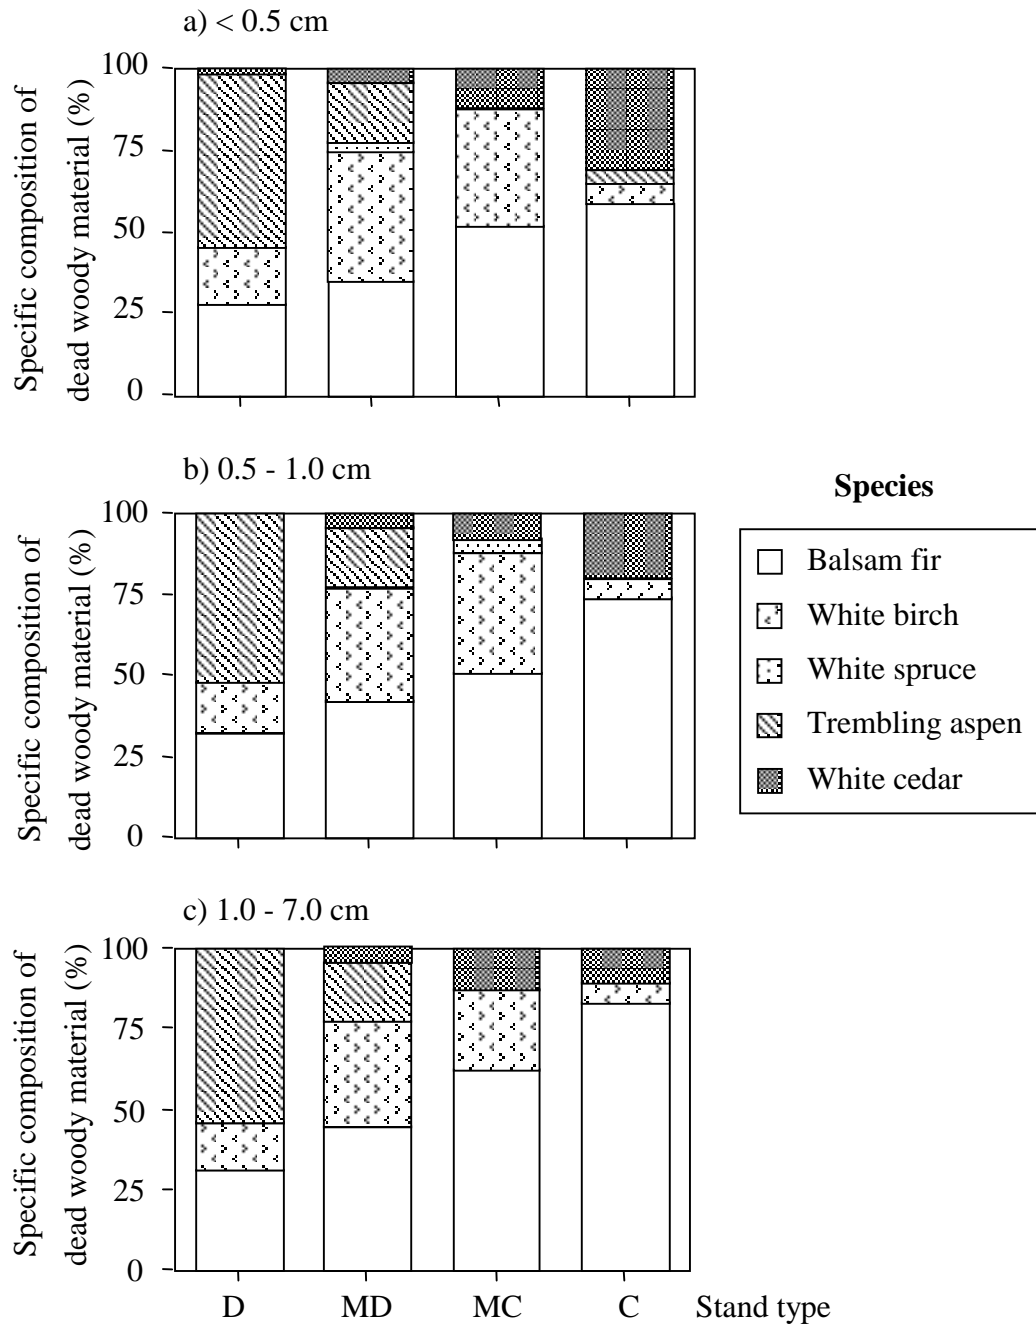 a) < 0.5 cm
Specific composition of
dead woody material (%)
100
75
50
25
0
b) 0.5 - 1.0 cm
Specific composition of
dead woody material (%)
100
75
50
25
0
Species
Balsam fir
White birch
White spruce
Trembling aspen
White cedar
c) 1.0 - 7.0 cm
Specific composition of
dead woody material (%)
100
75
50
25
0
D MD MC C Stand type